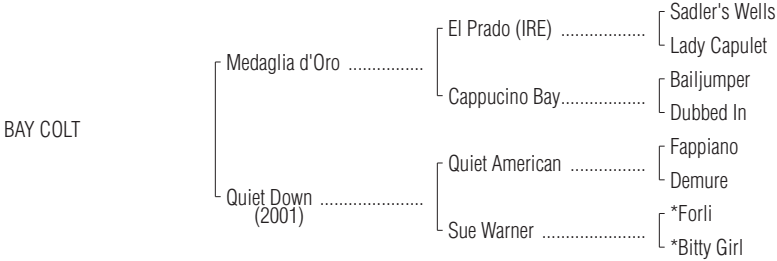 Sadler's Wells
El Prado (IRE) ..................
Lady Capulet
Medaglia d'Oro ................
Bailjumper
Cappucino Bay..................
Dubbed In
BAY COLT
Fappiano
Quiet American ................
Demure
Quiet Down ......................
(2001)
*Forli
Sue Warner ......................
*Bitty Girl